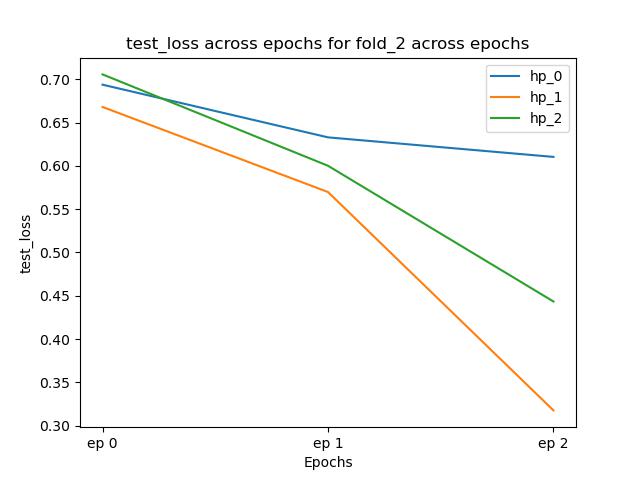 test_loss across epochs for fold_2 across epochs
hp_0
hp_1
hp_2
test_loss
0.70
0.65
0.60
0.55
0.50
0.45
0.40
0.35
0.30
ep 0
ep 1
ep 2
Epochs